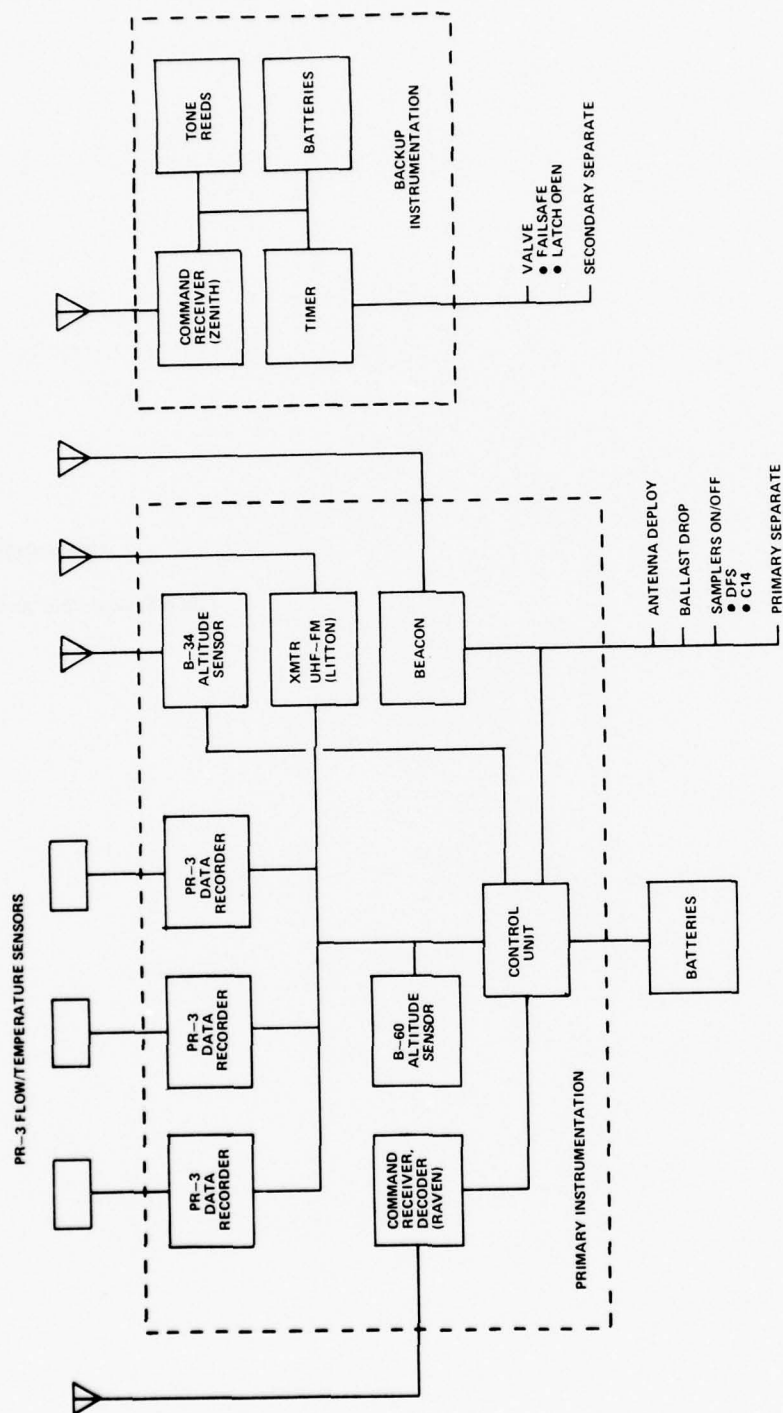 PR-3 FLOW/TEMPERATURE SENSORS
PR-3
DATA
RECORDER
PR-3
DATA
RECORDER
PR-3
DATA
RECORDER
B-34
ALTITUDE
SENSOR
XMTR
UHF-FM
(LITTON)
BEACON
COMMAND
RECEIVER,
DECODER
(RAVEN)
B-60
ALTITUDE
SENSOR
CONTROL
UNIT
PRIMARY INSTRUMENTATION
BATTERIES
ANTENNA DEPLOY
BALLAST DROP
SAMPLERS ON/OFF
● DFS
● C14
PRIMARY SEPARATE
COMMAND
RECEIVER
(ZENITH)
TONE
REEDS
TIMER
BATTERIES
BACKUP
INSTRUMENTATION
VALVE
● FAILSAFE
● LATCH OPEN
SECONDARY SEPARATE